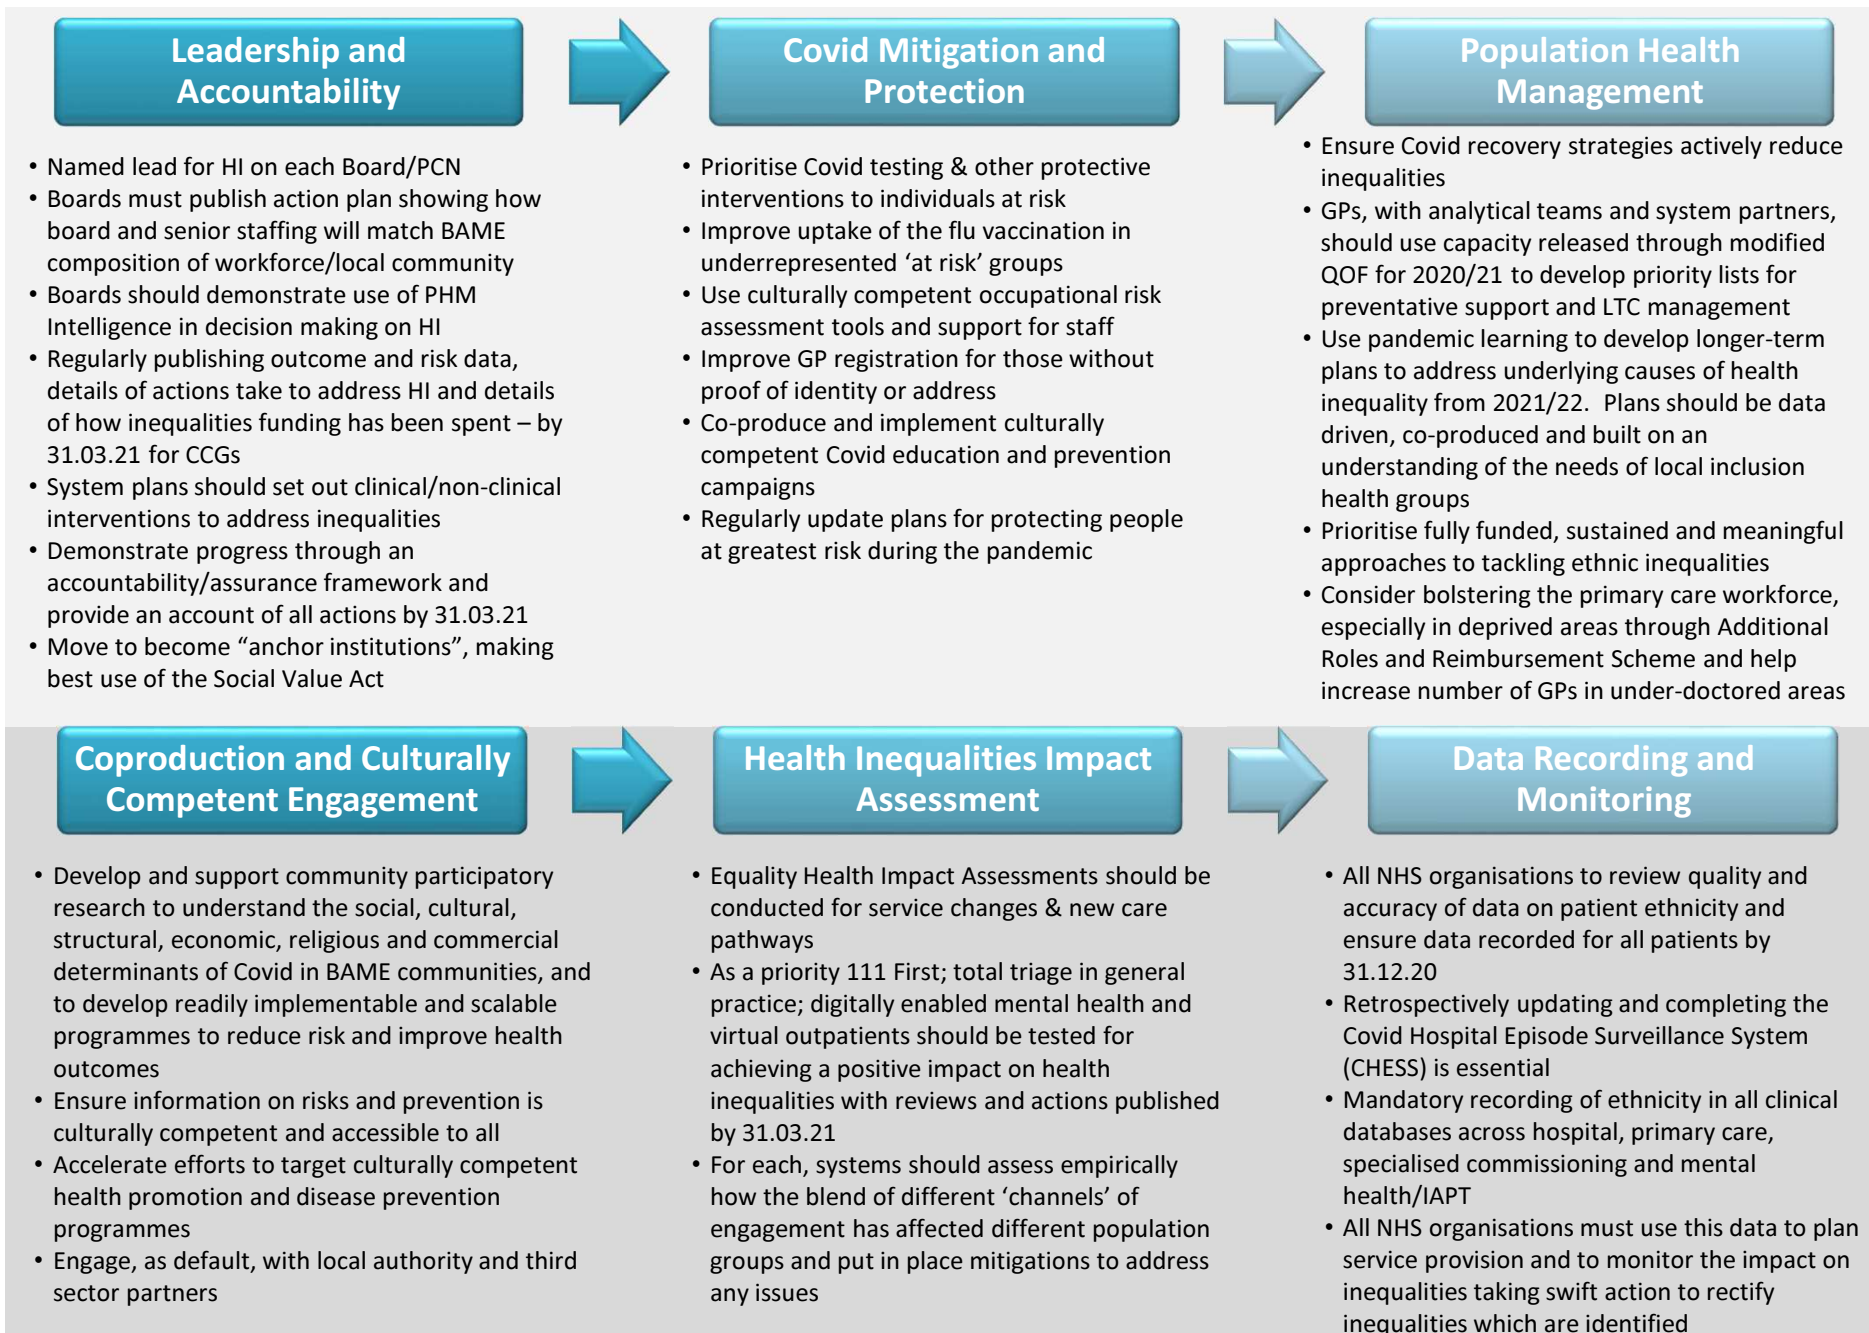 Leadership and
Accountability
• Named lead for HI on each Board/PCN
• Boards must publish action plan showing how
board and senior staffing will match BAME
composition of workforce/local community
• Boards should demonstrate use of PHM
Intelligence in decision making on HI
• Regularly publishing outcome and risk data,
details of actions take to address HI and details
of how inequalities funding has been spent – by
31.03.21 for CCGs
• System plans should set out clinical/non-clinical
interventions to address inequalities
• Demonstrate progress through an
accountability/assurance framework and
provide an account of all actions by 31.03.21
• Move to become “anchor institutions”, making
best use of the Social Value Act
Covid Mitigation and
Protection
• Prioritise Covid testing & other protective
interventions to individuals at risk
• Improve uptake of the flu vaccination in
underrepresented ‘at risk’ groups
• Use culturally competent occupational risk
assessment tools and support for staff
• Improve GP registration for those without
proof of identity or address
• Co-produce and implement culturally
competent Covid education and prevention
campaigns
• Regularly update plans for protecting people
at greatest risk during the pandemic
Population Health
Management
• Ensure Covid recovery strategies actively reduce
inequalities
• GPs, with analytical teams and system partners,
should use capacity released through modified
QOF for 2020/21 to develop priority lists for
preventative support and LTC management
• Use pandemic learning to develop longer-term
plans to address underlying causes of health
inequality from 2021/22. Plans should be data
driven, co-produced and built on an
understanding of the needs of local inclusion
health groups
• Prioritise fully funded, sustained and meaningful
approaches to tackling ethnic inequalities
• Consider bolstering the primary care workforce,
especially in deprived areas through Additional
Roles and Reimbursement Scheme and help
increase number of GPs in under-doctored areas
Coproduction and Culturally
Competent Engagement
• Develop and support community participatory
research to understand the social, cultural,
structural, economic, religious and commercial
determinants of Covid in BAME communities, and
to develop readily implementable and scalable
programmes to reduce risk and improve health
outcomes
• Ensure information on risks and prevention is
culturally competent and accessible to all
• Accelerate efforts to target culturally competent
health promotion and disease prevention
programmes
• Engage, as default, with local authority and third
sector partners
Health Inequalities Impact
Assessment
• Equality Health Impact Assessments should be
conducted for service changes & new care
pathways
• As a priority 111 First; total triage in general
practice; digitally enabled mental health and
virtual outpatients should be tested for
achieving a positive impact on health
inequalities with reviews and actions published
by 31.03.21
• For each, systems should assess empirically
how the blend of different ‘channels’ of
engagement has affected different population
groups and put in place mitigations to address
any issues
Data Recording and
Monitoring
• All NHS organisations to review quality and
accuracy of data on patient ethnicity and
ensure data recorded for all patients by
31.12.20
• Retrospectively updating and completing the
Covid Hospital Episode Surveillance System
(CHESS) is essential
• Mandatory recording of ethnicity in all clinical
databases across hospital, primary care,
specialised commissioning and mental
health/IAPT
• All NHS organisations must use this data to plan
service provision and to monitor the impact on
inequalities taking swift action to rectify
inequalities which are identified